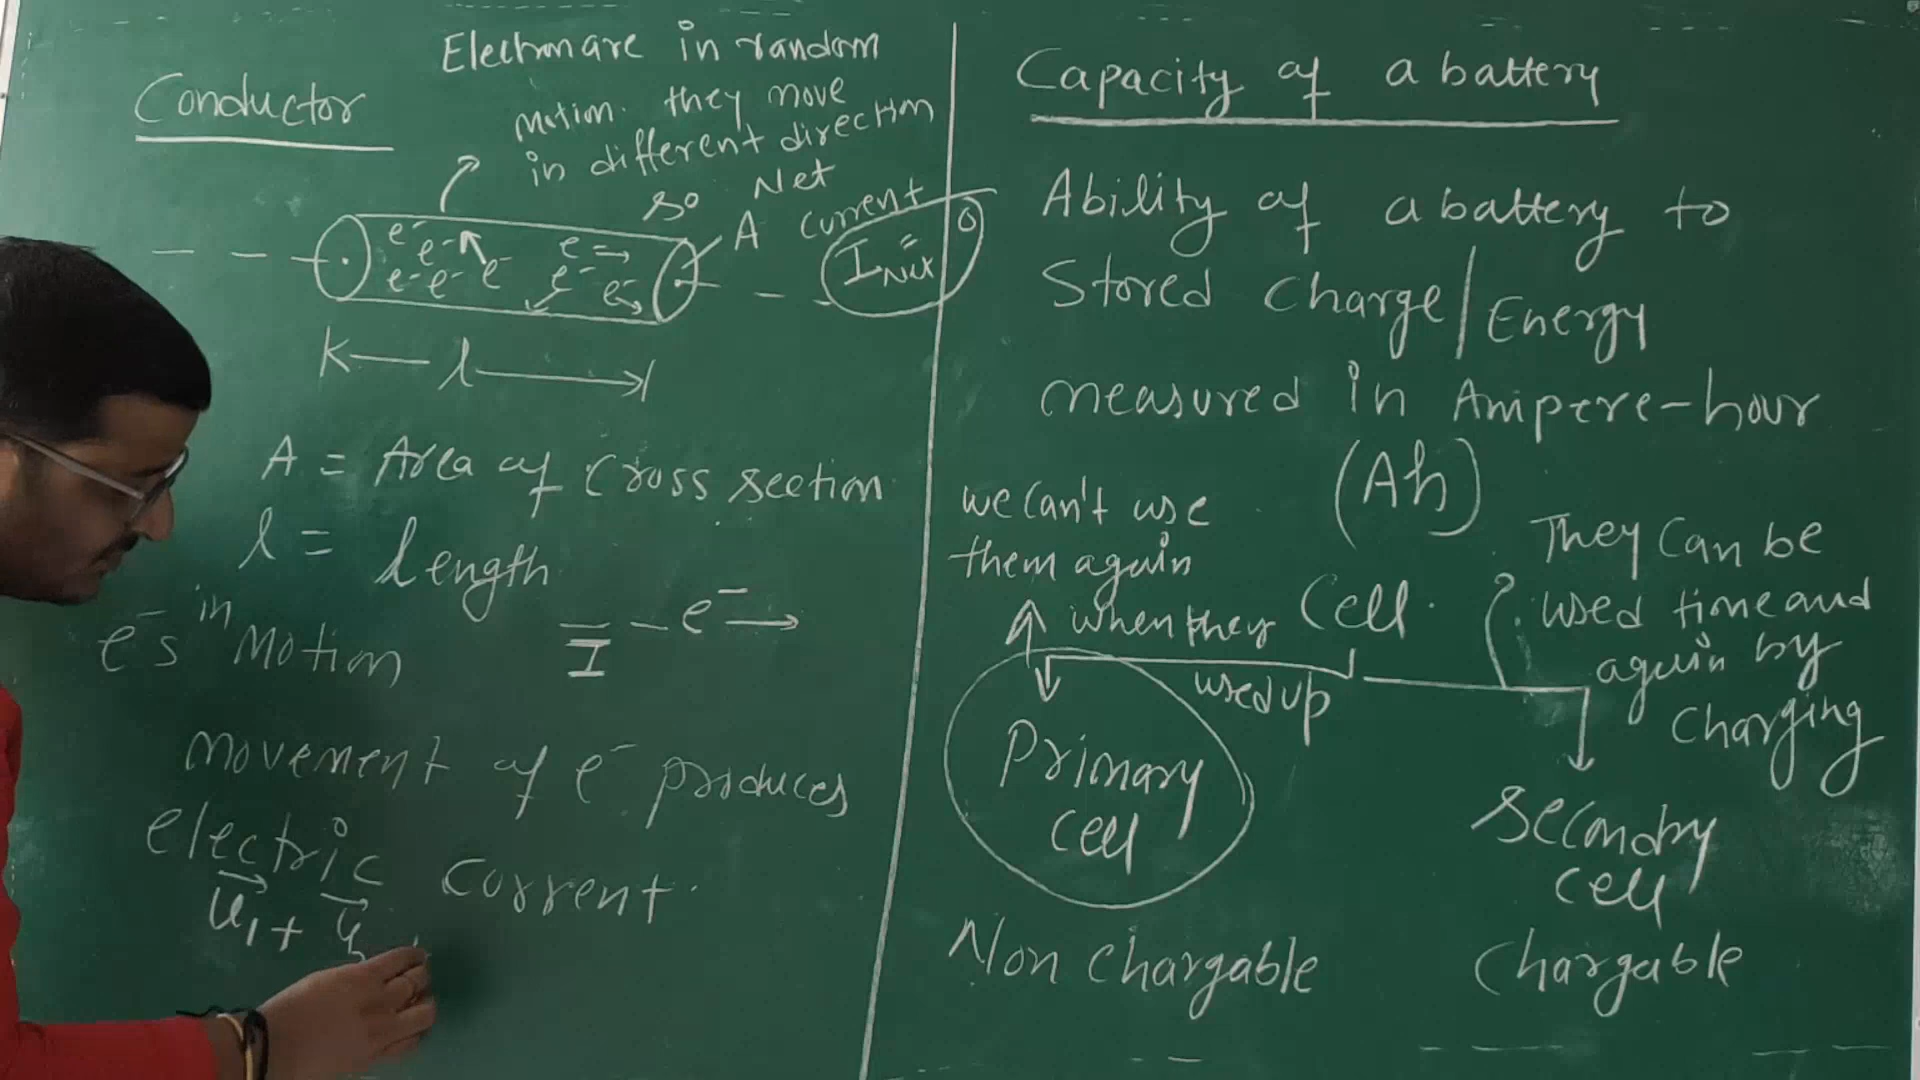 Conductor
Electron are in random
motion. they move
in different direction
so Net
A current
I Net = 0
e- e- e- e- e- e-
e- e- e-
l
A = Area of Cross section
l = length
e-s in motion
I e-
movement of e- produces
electric current.
u1 +
Capacity of a battery
Ability of a battery to
Stored Charge/Energy
measured in Ampere-hour
(Ah)
we can't use
them again
when they
used up
Cell.
They Can be
used time and
again by
Charging
Primary
Cell
Secondry
Cell
Non Chargable
Chargable